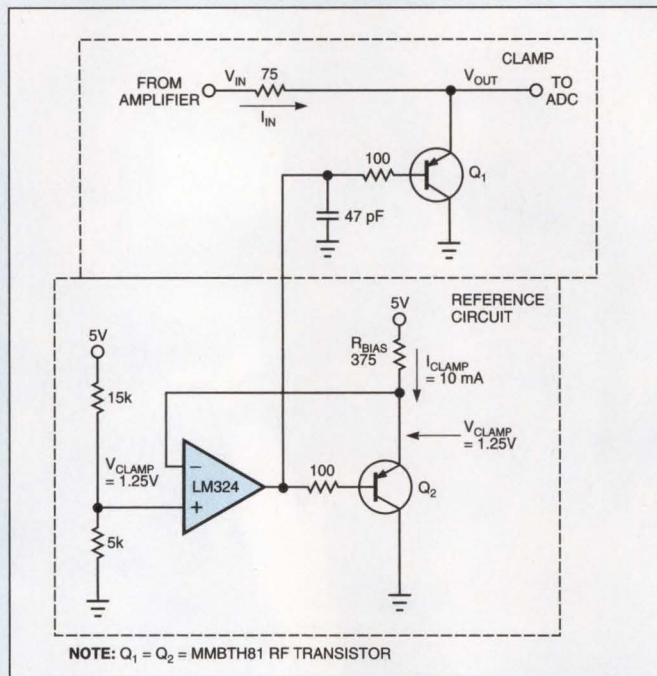 CLAMP
FROM AMPLIFIER
V_IN
75
I_IN
V_OUT
TO ADC
100
Q_1
47 pF
REFERENCE CIRCUIT
5V
5V
R_BIAS 375
I_CLAMP = 10 mA
15k
V_CLAMP = 1.25V
V_CLAMP = 1.25V
−
LM324
+
100
Q_2
5k
NOTE: Q_1 = Q_2 = MMBTH81 RF TRANSISTOR